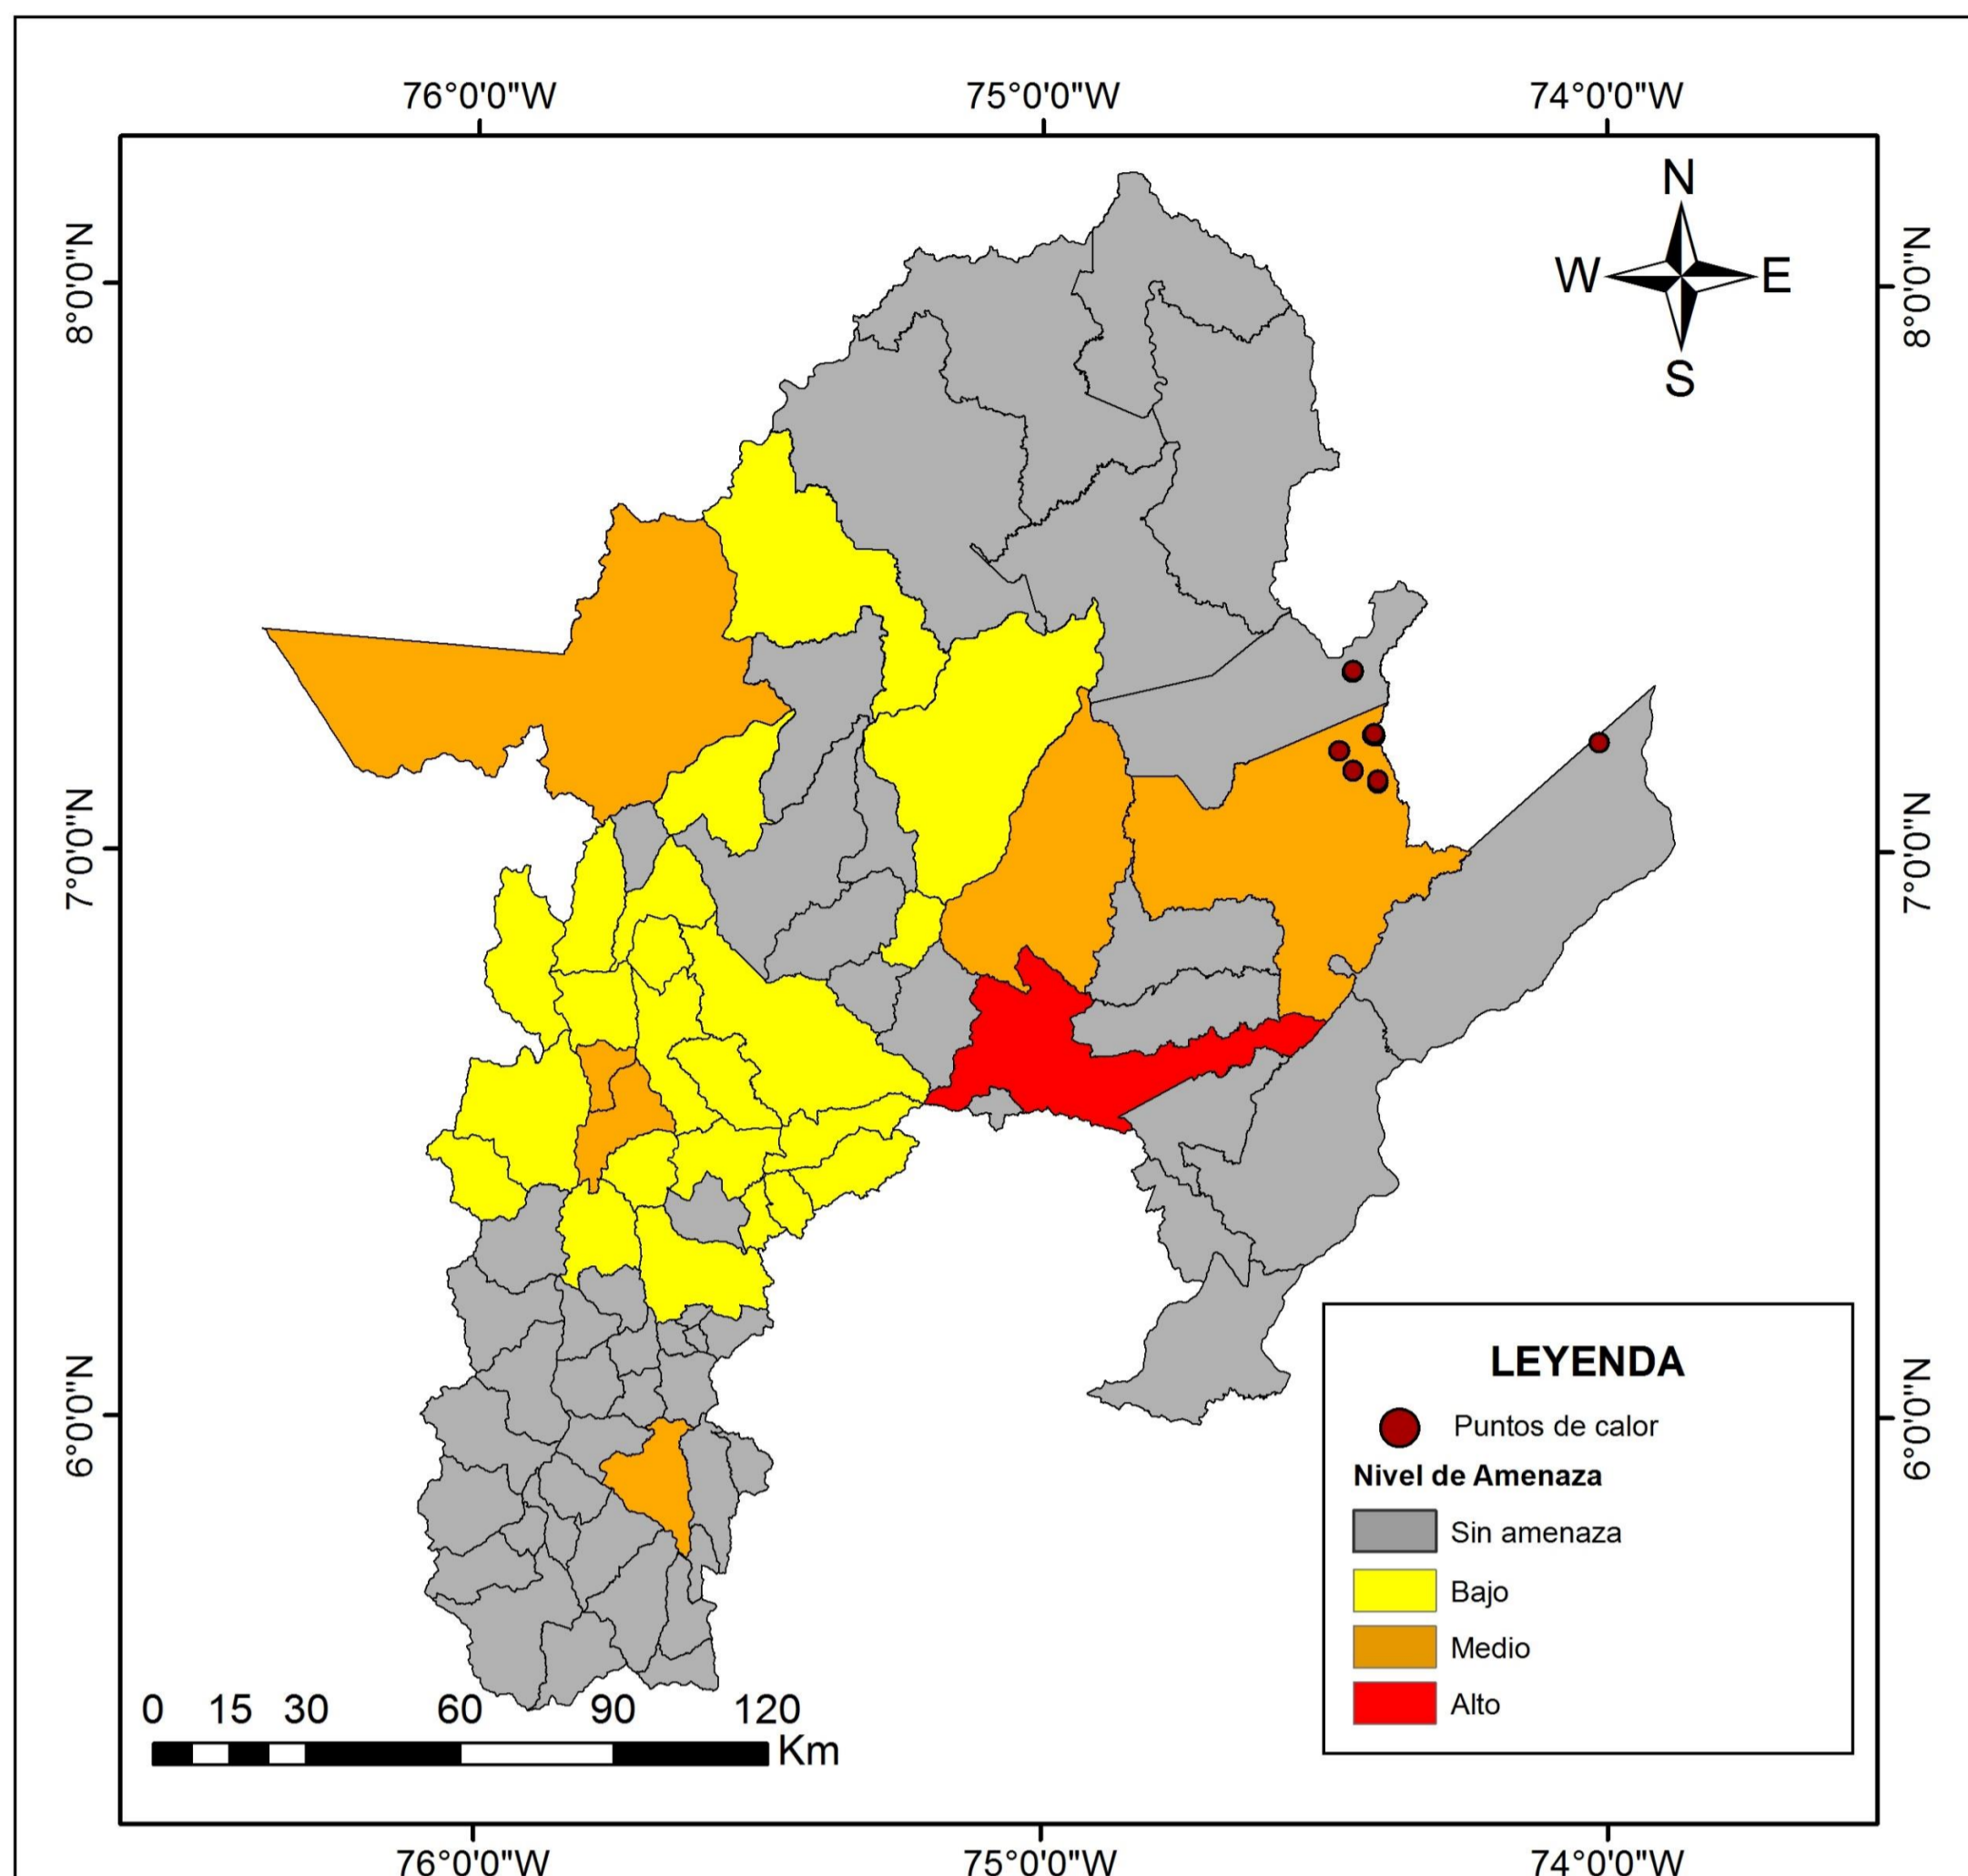 76°0'0"W 75°0'0"W 74°0'0"W
N
W E
S
8°0'0"N
8°0'0"N
7°0'0"N
7°0'0"N
6°0'0"N
6°0'0"N
LEYENDA
Puntos de calor
Nivel de Amenaza
Sin amenaza
Bajo
Medio
Alto
0 15 30 60 90 120
Km
76°0'0"W 75°0'0"W 74°0'0"W